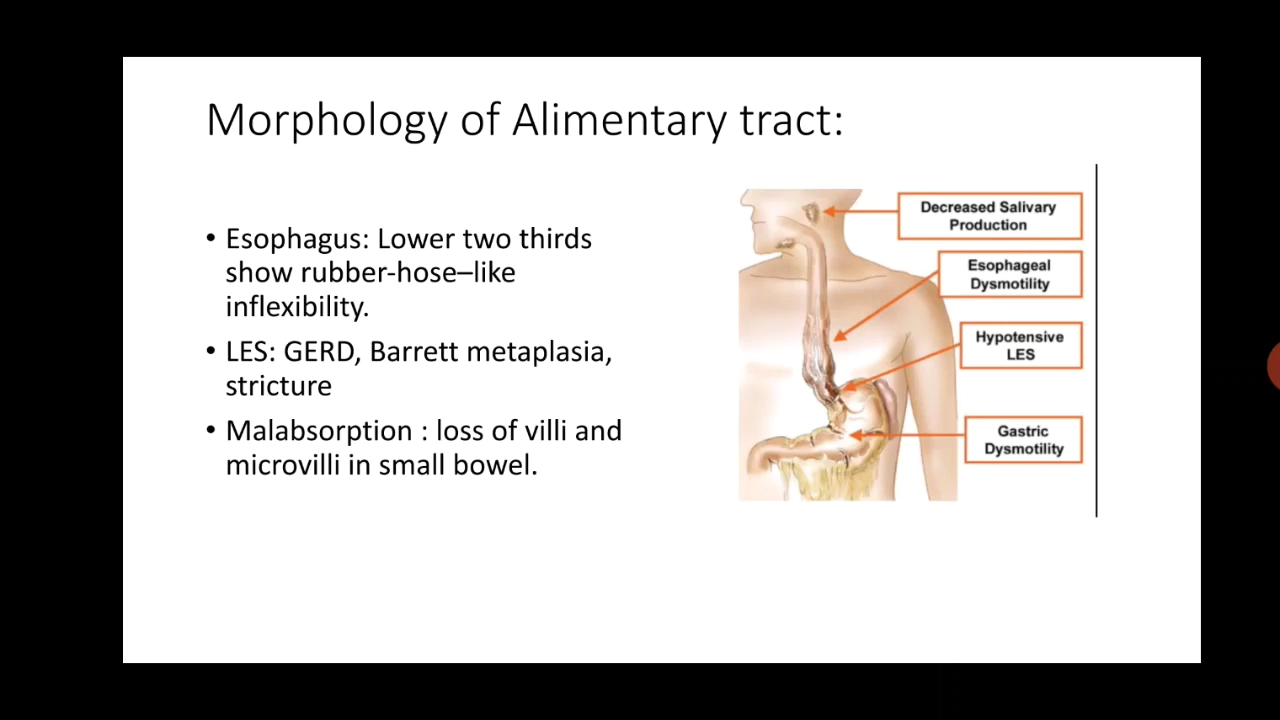 Morphology of Alimentary tract:
• Esophagus: Lower two thirds
show rubber-hose–like
inflexibility.
• LES: GERD, Barrett metaplasia,
stricture
• Malabsorption : loss of villi and
microvilli in small bowel.
Decreased Salivary
Production
Esophageal
Dysmotility
Hypotensive
LES
Gastric
Dysmotility